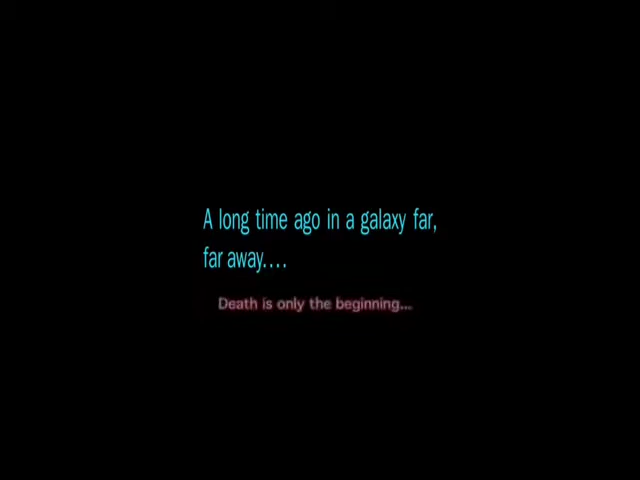 A long time ago in a galaxy far,
far away....
Death is only the beginning...